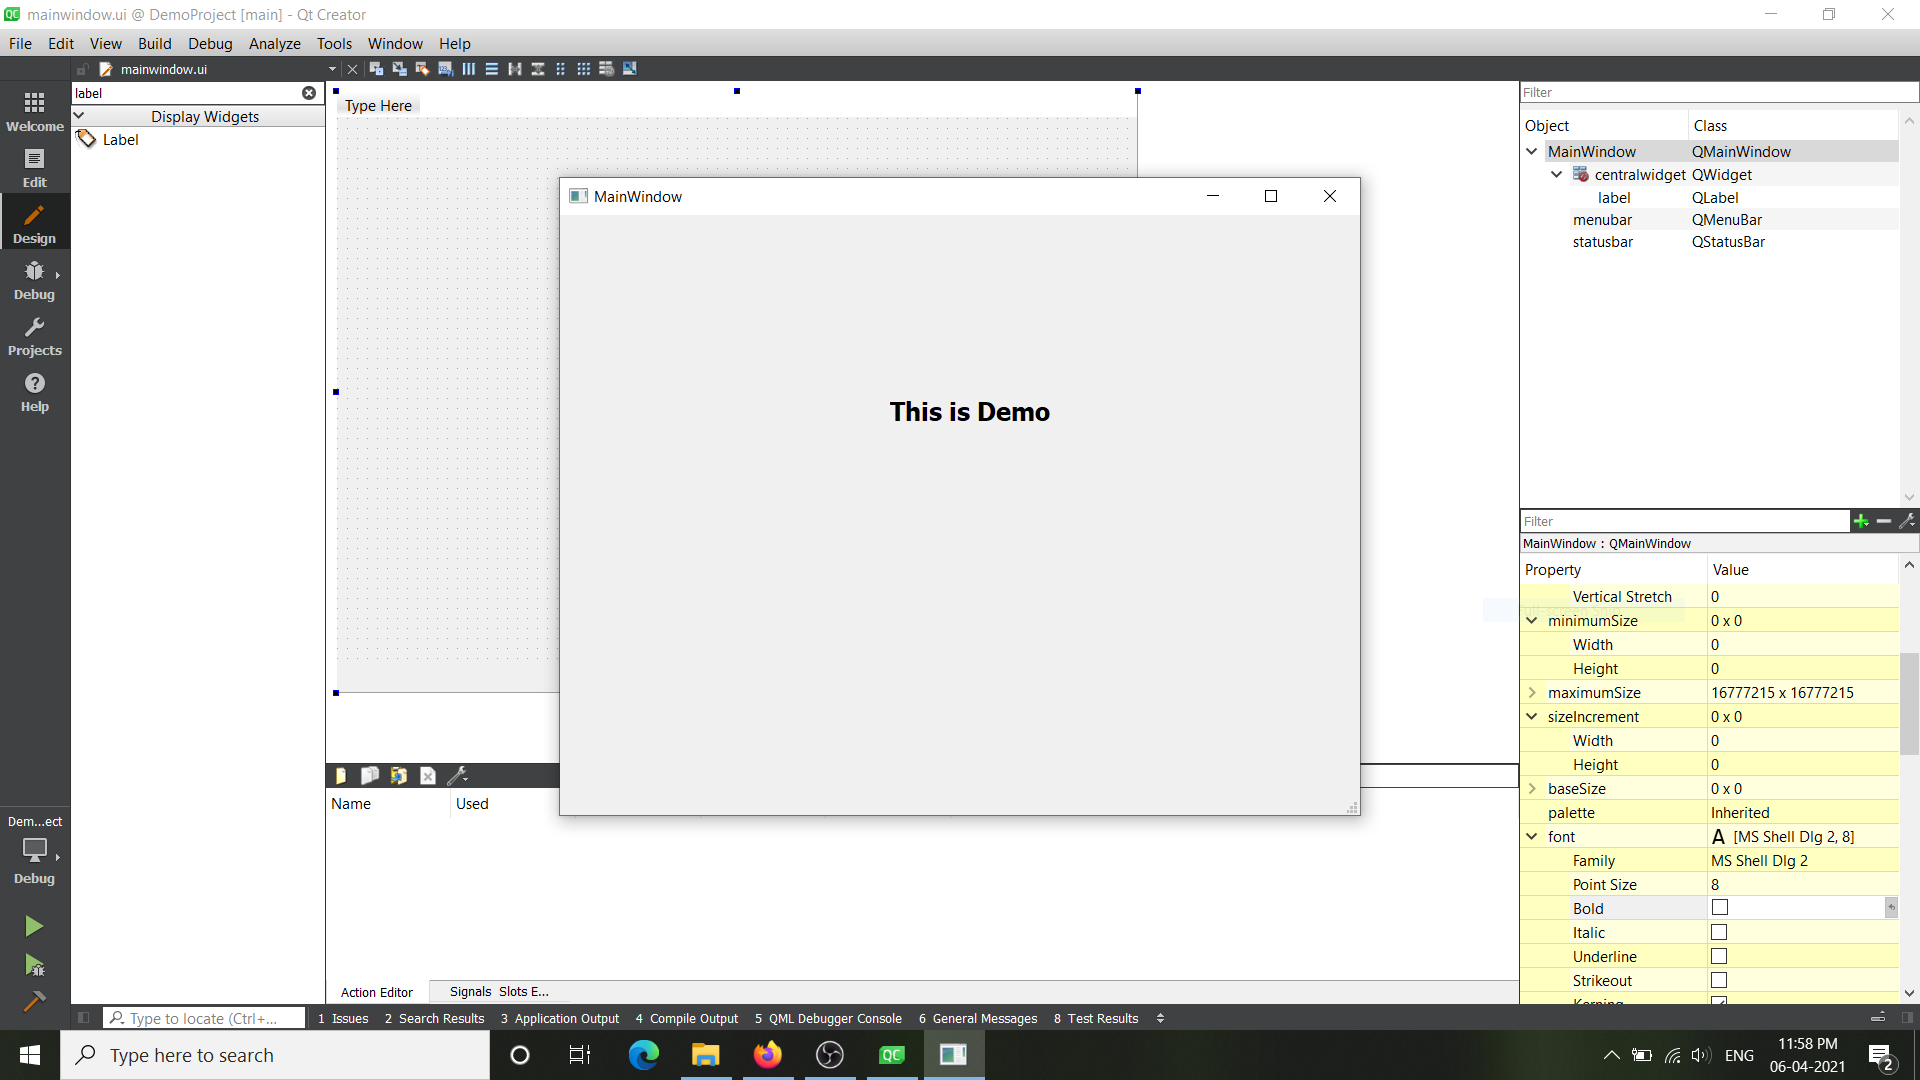 mainwindow.ui @ DemoProject [main] - Qt Creator
File Edit View Build Debug Analyze Tools Window Help
mainwindow.ui
Welcome
Edit
Design
Debug
Projects
Help
Dem...ect
Debug
label
Display Widgets
Label
Type Here
MainWindow
This is Demo
Name Used
Action Editor Signals Slots E...
Filter
Object Class
MainWindow QMainWindow
centralwidget QWidget
label QLabel
menubar QMenuBar
statusbar QStatusBar
Filter
MainWindow : QMainWindow
Property Value
Vertical Stretch 0
minimumSize 0 x 0
Width 0
Height 0
maximumSize 16777215 x 16777215
sizeIncrement 0 x 0
Width 0
Height 0
baseSize 0 x 0
palette Inherited
font A [MS Shell Dlg 2, 8]
Family MS Shell Dlg 2
Point Size 8
Bold
Italic
Underline
Strikeout
Kerning
Type to locate (Ctrl+... 1 Issues 2 Search Results 3 Application Output 4 Compile Output 5 QML Debugger Console 6 General Messages 8 Test Results
Type here to search
QC
ENG
11:58 PM
06-04-2021
2